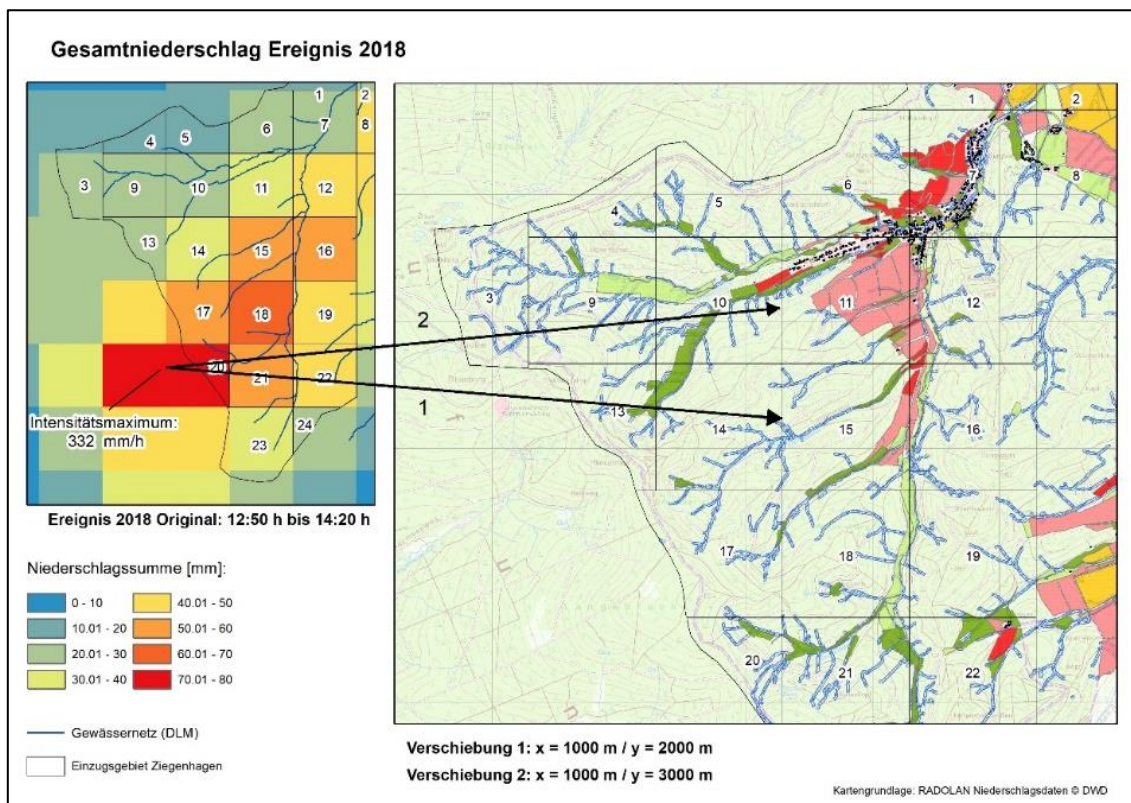 Gesamtniederschlag Ereignis 2018
1
2
3
4
5
6
7
8
9
10
11
12
13
14
15
16
17
18
19
20
21
22
23
24
Intensitätsmaximum:
332 mm/h
Ereignis 2018 Original: 12:50 h bis 14:20 h
Niederschlagssumme [mm]:
0 - 10
10.01 - 20
20.01 - 30
30.01 - 40
40.01 - 50
50.01 - 60
60.01 - 70
70.01 - 80
Gewässernetz (DLM)
Einzugsgebiet Ziegenhagen
1
2
3
4
5
6
7
8
9
10
11
12
13
14
15
16
17
18
19
20
21
22
2
1
Verschiebung 1: x = 1000 m / y = 2000 m
Verschiebung 2: x = 1000 m / y = 3000 m
Kartengrundlage: RADOLAN Niederschlagsdaten © DWD